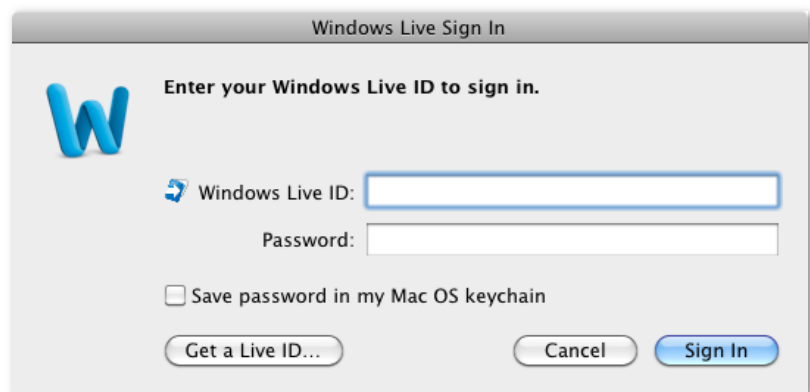 Windows Live Sign In
Enter your Windows Live ID to sign in.
Windows Live ID:
Password:
Save password in my Mac OS keychain
Get a Live ID... Cancel Sign In